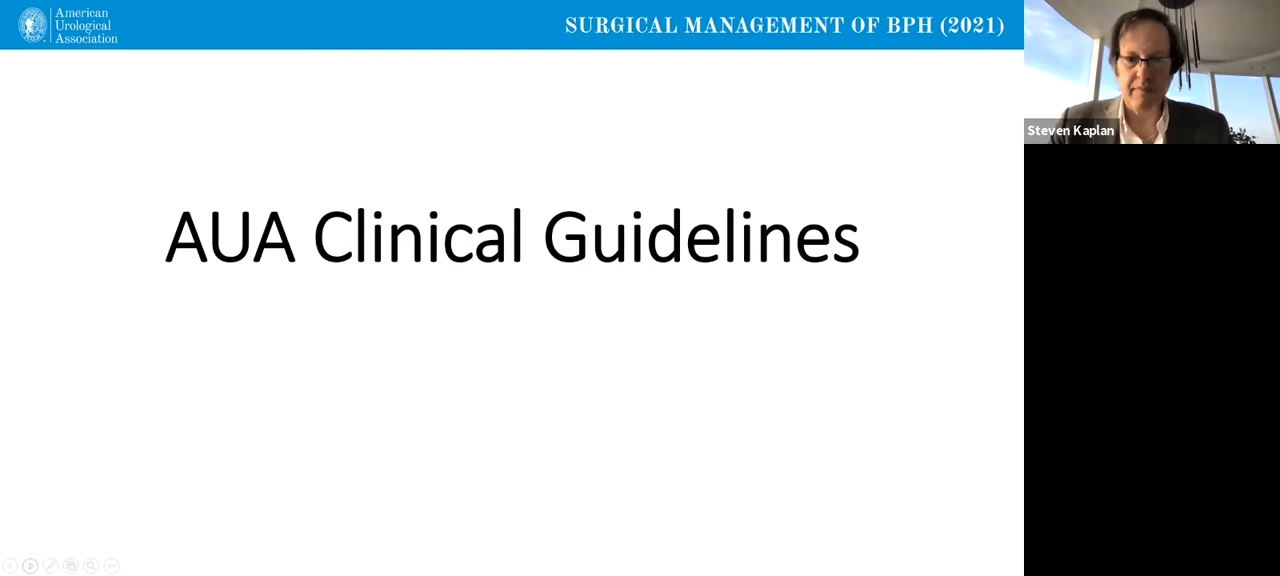 American
Urological
Association
SURGICAL MANAGEMENT OF BPH (2021)
Steven Kaplan
AUA Clinical Guidelines